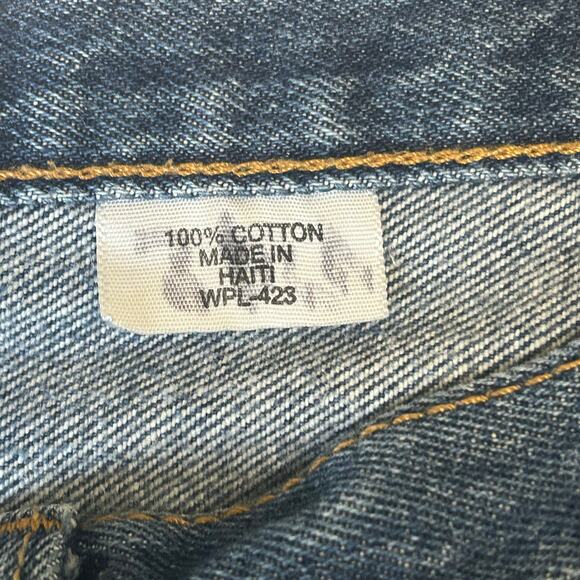 100% COTTON
MADE IN
HAITI
WPL-423